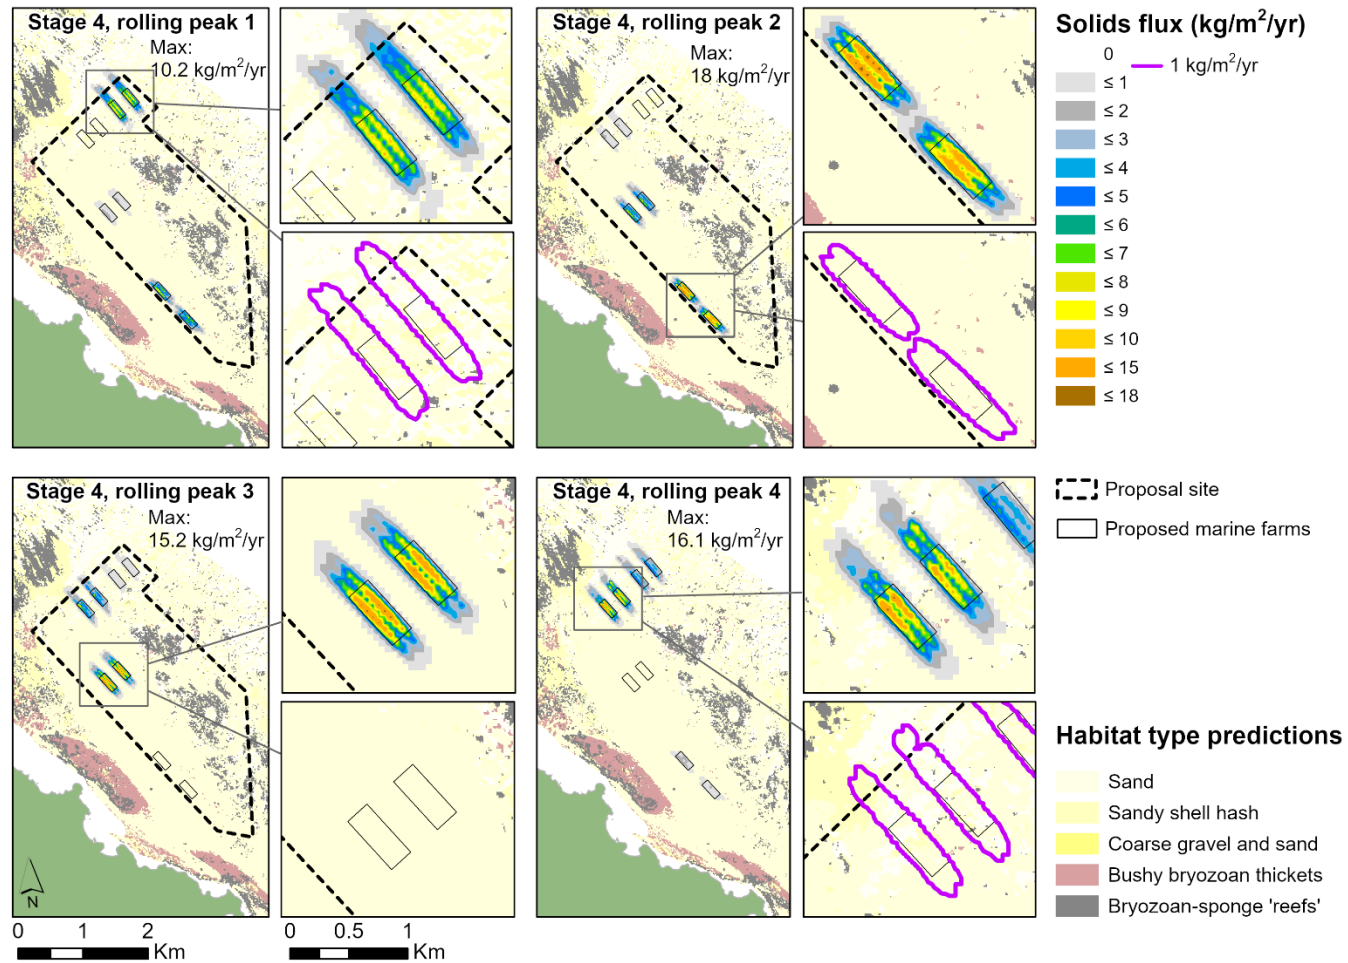 Stage 4, rolling peak 1
Max:
10.2 kg/m²/yr
Stage 4, rolling peak 2
Max:
18 kg/m²/yr
Solids flux (kg/m²/yr)
0
1 kg/m²/yr
≤ 1
≤ 2
≤ 3
≤ 4
≤ 5
≤ 6
≤ 7
≤ 8
≤ 9
≤ 10
≤ 15
≤ 18
Stage 4, rolling peak 3
Max:
15.2 kg/m²/yr
Stage 4, rolling peak 4
Max:
16.1 kg/m²/yr
Proposal site
Proposed marine farms
Habitat type predictions
Sand
Sandy shell hash
Coarse gravel and sand
Bushy bryozoan thickets
Bryozoan-sponge 'reefs'
N
0 1 2
Km
0 0.5 1
Km